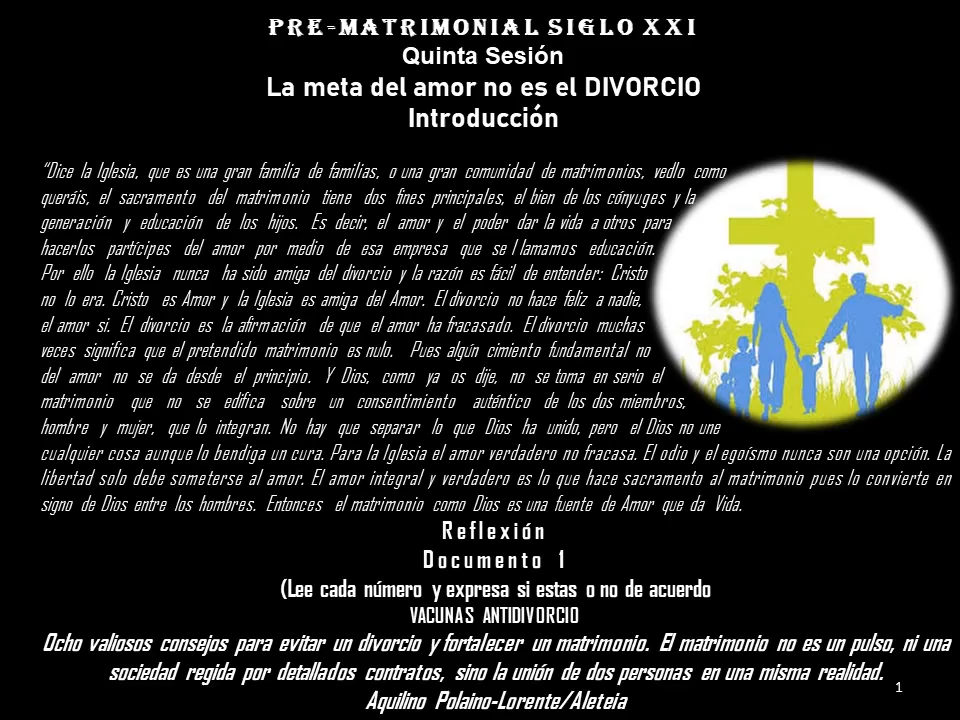 PRE-MATRIMONIAL SIGLO XXI
Quinta Sesión
La meta del amor no es el DIVORCIO
Introducción
“Dice la Iglesia, que es una gran familia de familias, o una gran comunidad de matrimonios, vedlo como
queráis, el sacramento del matrimonio tiene dos fines principales, el bien de los cónyuges y la
generación y educación de los hijos. Es decir, el amor y el poder dar la vida a otros para
hacerlos partícipes del amor por medio de esa empresa que se l lamamos educación.
Por ello la Iglesia nunca ha sido amiga del divorcio y la razón es fácil de entender: Cristo
no lo era. Cristo es Amor y la Iglesia es amiga del Amor. El divorcio no hace feliz a nadie,
el amor si. El divorcio es la afirmación de que el amor ha fracasado. El divorcio muchas
veces significa que el pretendido matrimonio es nulo. Pues algún cimiento fundamental no
del amor no se da desde el principio. Y Dios, como ya os dije, no se toma en serio el
matrimonio que no se edifica sobre un consentimiento auténtico de los dos miembros,
hombre y mujer, que lo integran. No hay que separar lo que Dios ha unido, pero el Dios no une
cualquier cosa aunque lo bendiga un cura. Para la Iglesia el amor verdadero no fracasa. El odio y el egoísmo nunca son una opción. La
libertad solo debe someterse al amor. El amor integral y verdadero es lo que hace sacramento al matrimonio pues lo convierte en
signo de Dios entre los hombres. Entonces el matrimonio como Dios es una fuente de Amor que da Vida.
Reflexión
Documento 1
(Lee cada número y expresa si estas o no de acuerdo
VACUNAS ANTIDIVORCIO
Ocho valiosos consejos para evitar un divorcio y fortalecer un matrimonio. El matrimonio no es un pulso, ni una
sociedad regida por detallados contratos, sino la unión de dos personas en una misma realidad.
Aquilino Polaino-Lorente/Aleteia
1